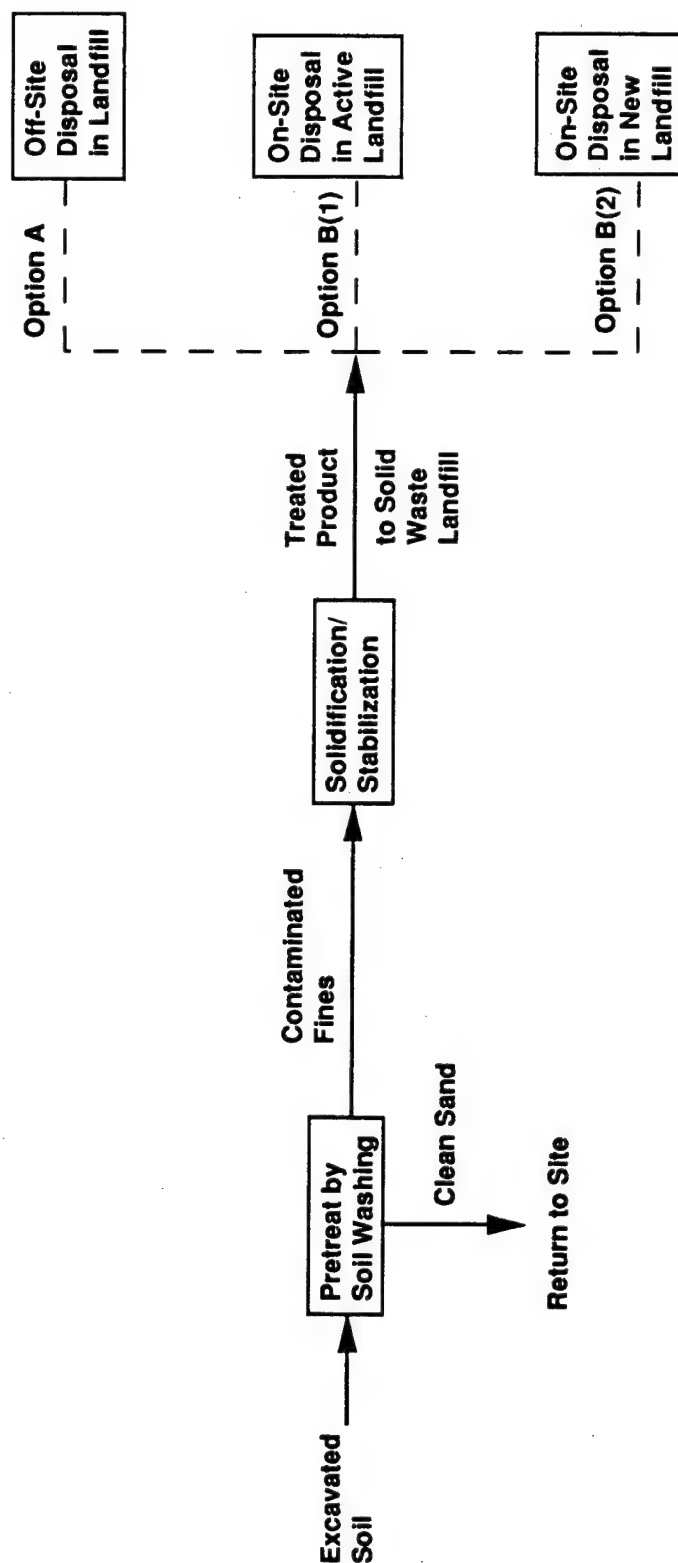 Excavated
Soil
Pretreat by
Soil Washing
Clean Sand
Return to Site
Contaminated
Fines
Solidification/
Stabilization
Treated
Product
to Solid
Waste
Landfill
Option A
Off-Site
Disposal
in Landfill
Option B(1)
On-Site
Disposal
in Active
Landfill
Option B(2)
On-Site
Disposal
in New
Landfill